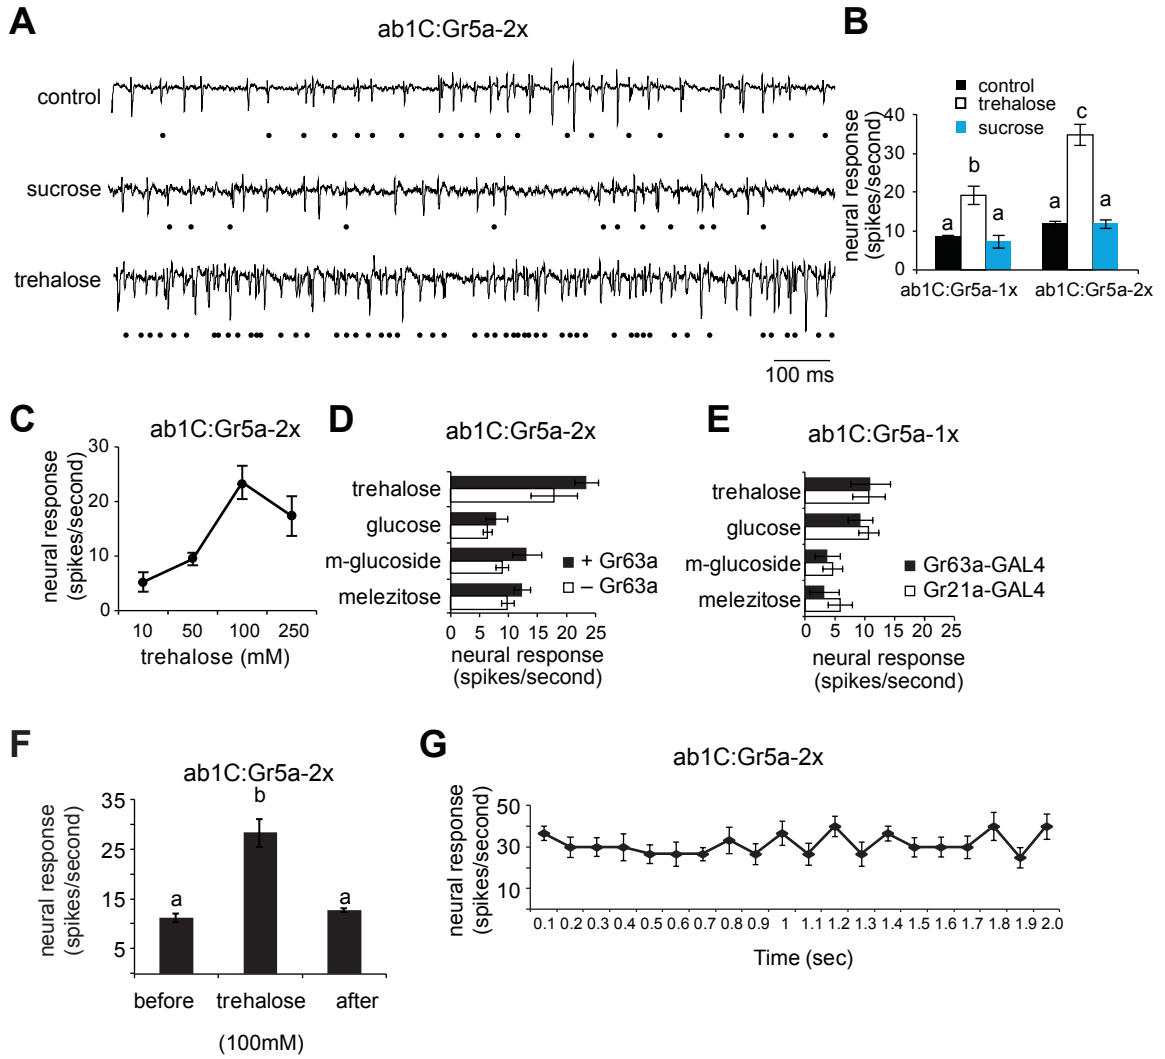 A
ab1C:Gr5a-2x
control
sucrose
trehalose
100 ms
B
control
trehalose
sucrose
neural response
(spikes/second)
40
30
20
10
0
a
b
a
a
c
a
ab1C:Gr5a-1x
ab1C:Gr5a-2x
C
ab1C:Gr5a-2x
neural response
(spikes/second)
30
20
10
0
10
50
100
250
trehalose (mM)
D
ab1C:Gr5a-2x
trehalose
glucose
m-glucoside
melezitose
+ Gr63a
– Gr63a
0
5
10
15
20
25
neural response
(spikes/second)
E
ab1C:Gr5a-1x
trehalose
glucose
m-glucoside
melezitose
Gr63a-GAL4
Gr21a-GAL4
0
5
10
15
20
25
neural response
(spikes/second)
F
ab1C:Gr5a-2x
neural response
(spikes/second)
35
25
15
5
a
b
a
before
trehalose
after
(100mM)
G
ab1C:Gr5a-2x
neural response
(spikes/second)
50
30
10
0.1 0.2 0.3 0.4 0.5 0.6 0.7 0.8 0.9 1 1.1 1.2 1.3 1.4 1.5 1.6 1.7 1.8 1.9 2.0
Time (sec)